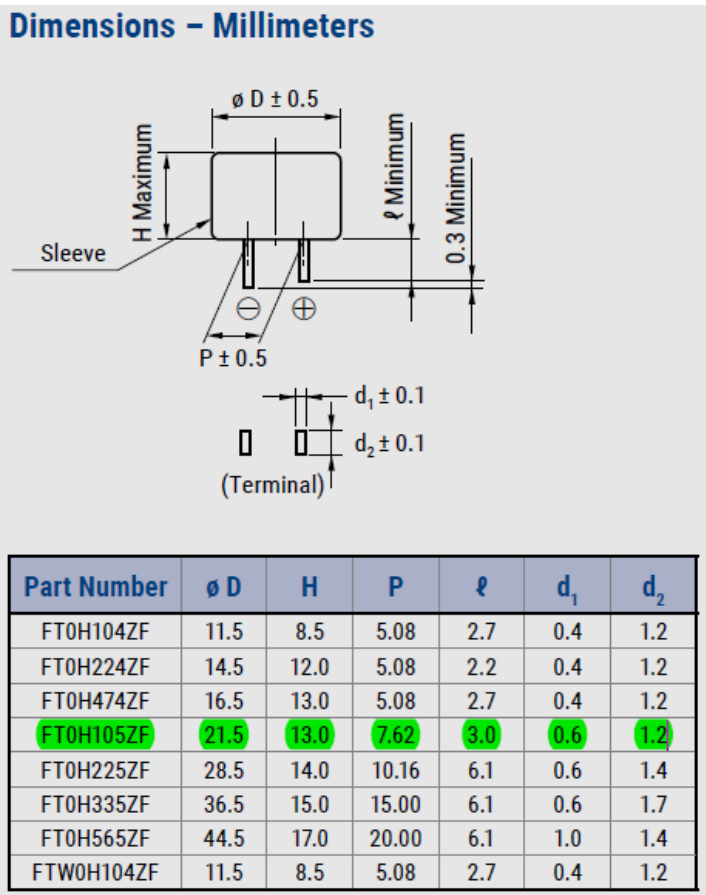 Dimensions – Millimeters
ø D ± 0.5
H Maximum
ℓ Minimum
0.3 Minimum
Sleeve
⊖ ⊕
P ± 0.5
d₁ ± 0.1
d₂ ± 0.1
(Terminal)
Part Number ø D H P ℓ d₁ d₂
FT0H104ZF 11.5 8.5 5.08 2.7 0.4 1.2
FT0H224ZF 14.5 12.0 5.08 2.2 0.4 1.2
FT0H474ZF 16.5 13.0 5.08 2.7 0.4 1.2
FT0H105ZF 21.5 13.0 7.62 3.0 0.6 1.2
FT0H225ZF 28.5 14.0 10.16 6.1 0.6 1.4
FT0H335ZF 36.5 15.0 15.00 6.1 0.6 1.7
FT0H565ZF 44.5 17.0 20.00 6.1 1.0 1.4
FTW0H104ZF 11.5 8.5 5.08 2.7 0.4 1.2